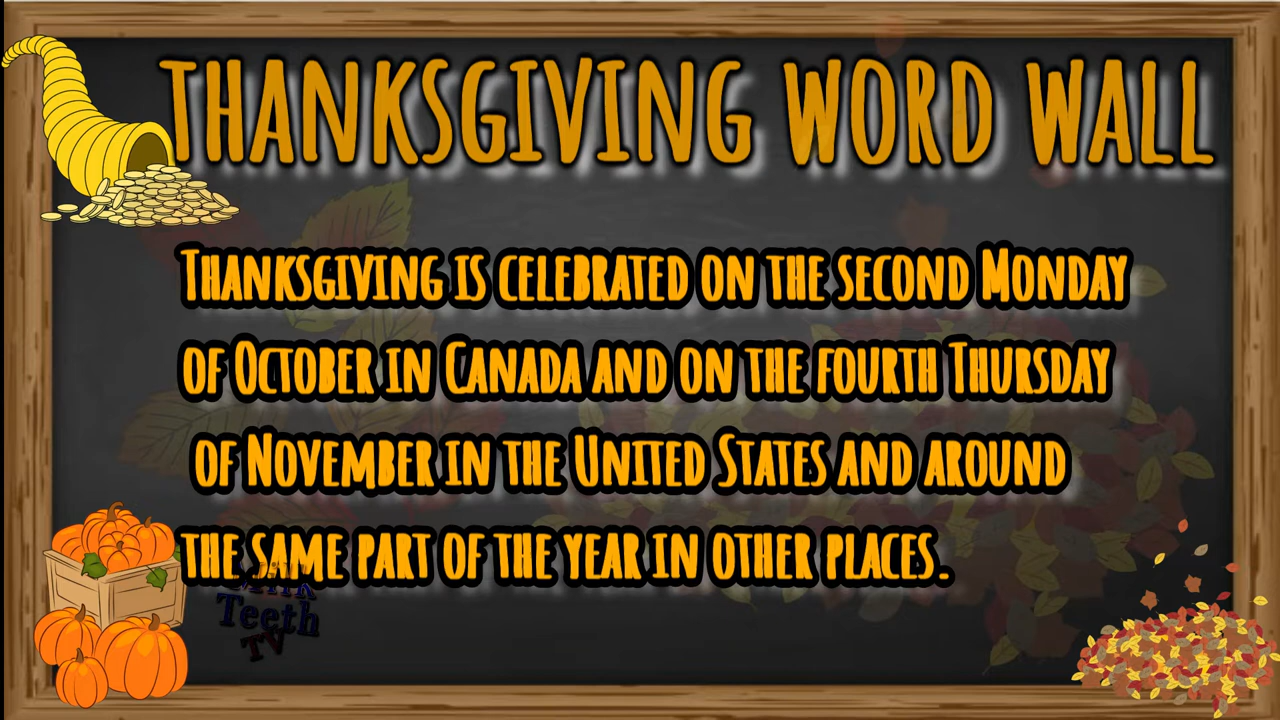 THANKSGIVING WORD WALL
Thanksgiving is celebrated on the second Monday
of October in Canada and on the fourth Thursday
of November in the United States and around
the same part of the year in other places.
Milk
Teeth
TV